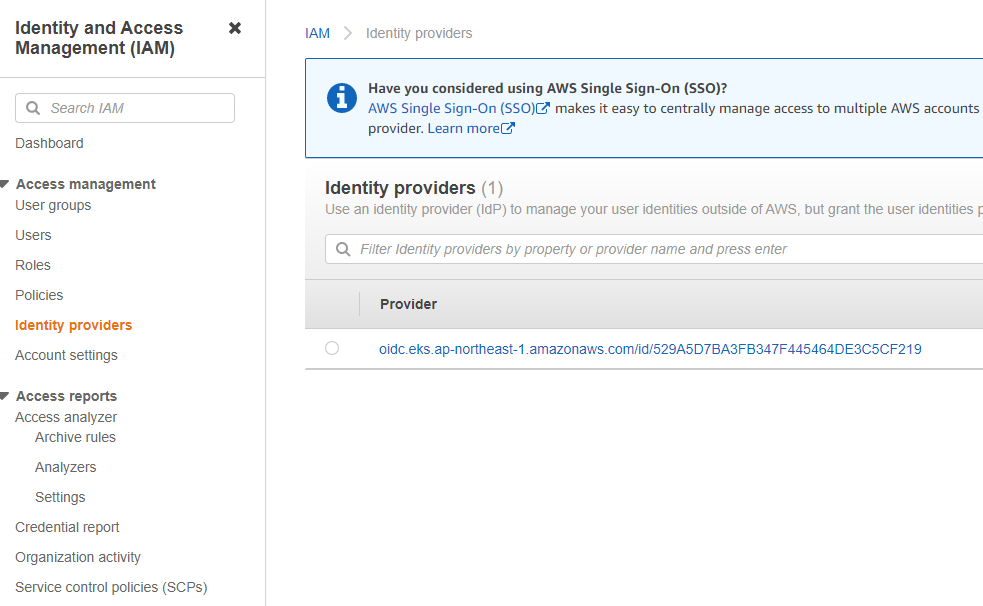 Identity and Access
Management (IAM)
Search IAM
Dashboard
Access management
User groups
Users
Roles
Policies
Identity providers
Account settings
Access reports
Access analyzer
Archive rules
Analyzers
Settings
Credential report
Organization activity
Service control policies (SCPs)
IAM
Identity providers
Have you considered using AWS Single Sign-On (SSO)?
AWS Single Sign-On (SSO) makes it easy to centrally manage access to multiple AWS accounts
provider. Learn more
Identity providers (1)
Use an identity provider (IdP) to manage your user identities outside of AWS, but grant the user identities p
Filter Identity providers by property or provider name and press enter
Provider
oidc.eks.ap-northeast-1.amazonaws.com/id/529A5D7BA3FB347F445464DE3C5CF219